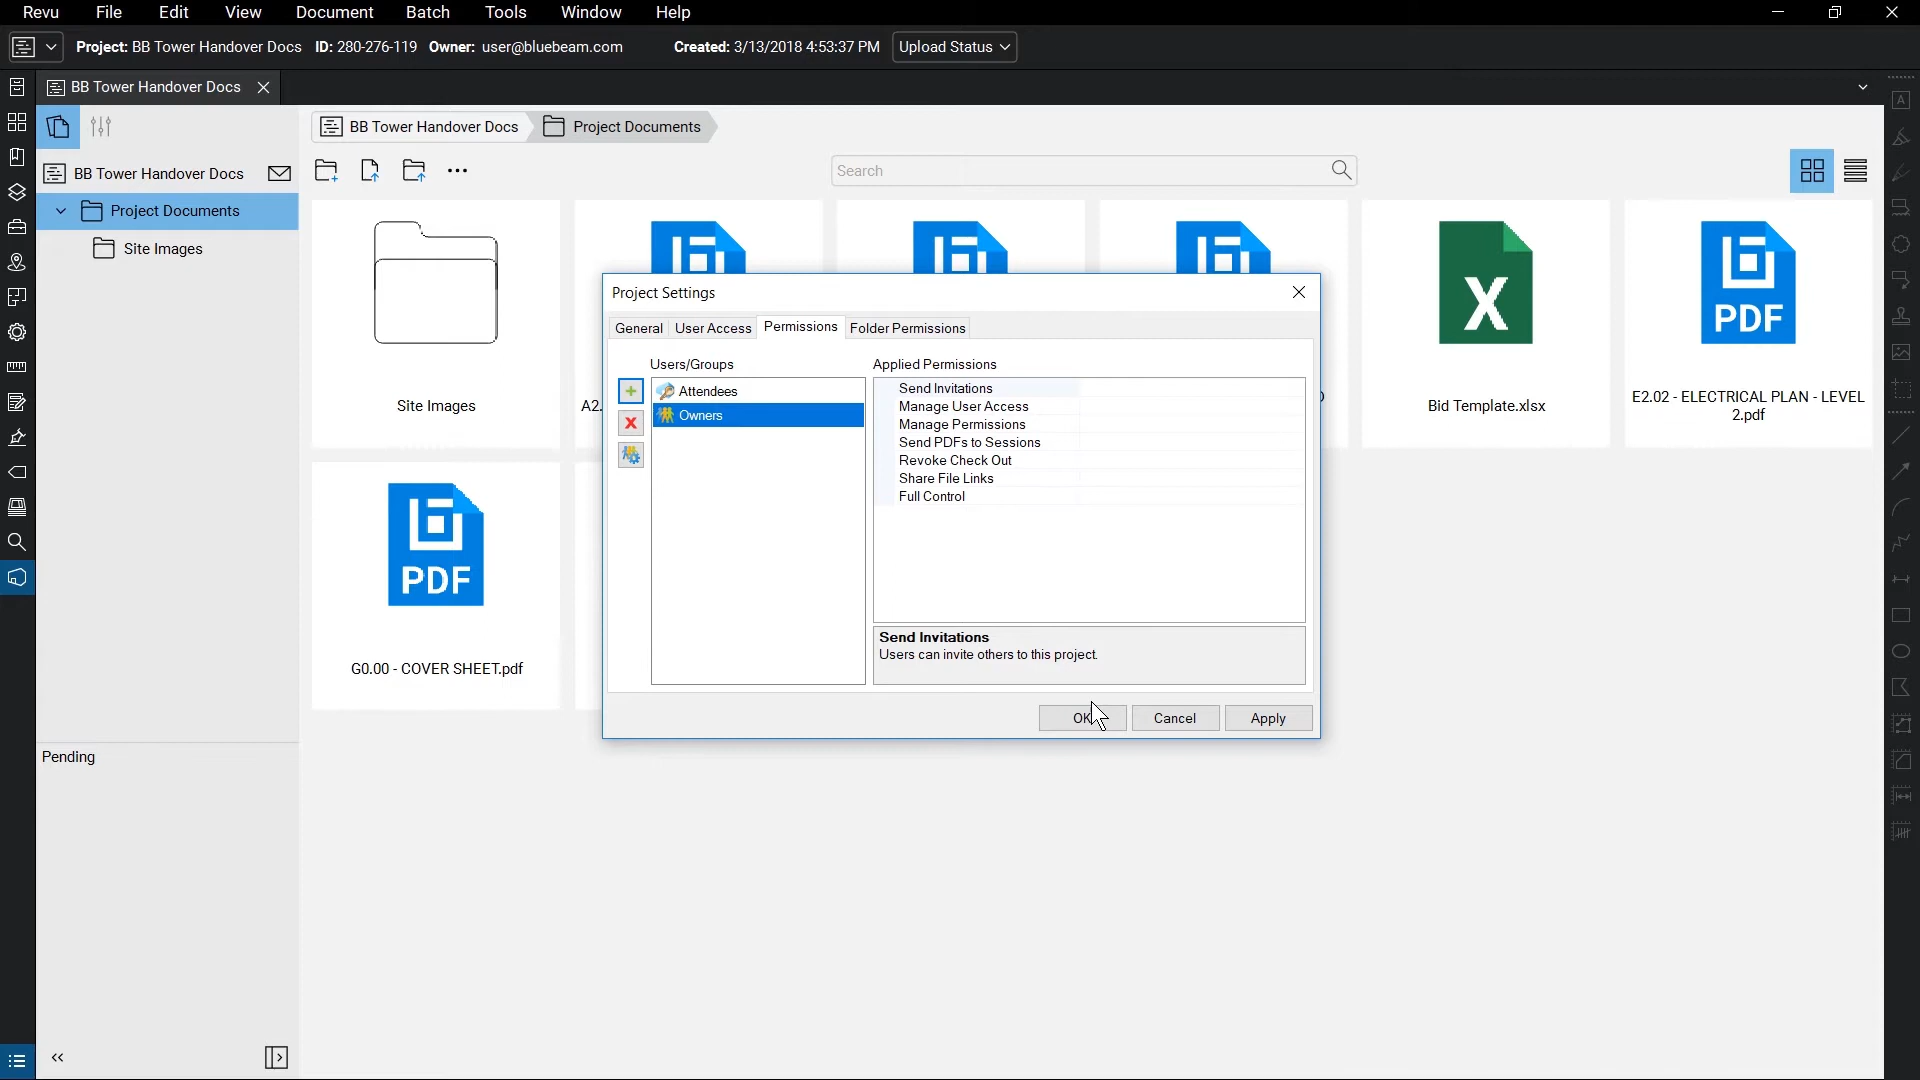 Revu File Edit View Document Batch Tools Window Help
Project: BB Tower Handover Docs ID: 280-276-119 Owner: user@bluebeam.com Created: 3/13/2018 4:53:37 PM Upload Status
BB Tower Handover Docs
BB Tower Handover Docs Project Documents
BB Tower Handover Docs
Search
Project Documents
Site Images
PDF
Site Images
A2.
Bid Template.xlsx
E2.02 - ELECTRICAL PLAN - LEVEL
2.pdf
Project Settings
General User Access Permissions Folder Permissions
Users/Groups
Applied Permissions
Attendees
Owners
Send Invitations
Manage User Access
Manage Permissions
Send PDFs to Sessions
Revoke Check Out
Share File Links
Full Control
Send Invitations
Users can invite others to this project.
OK Cancel Apply
PDF
G0.00 - COVER SHEET.pdf
Pending